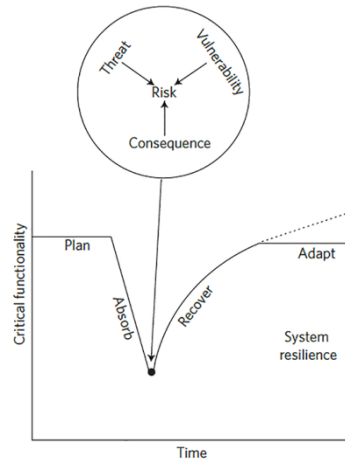 Threat
Vulnerability
Risk
Consequence
Critical functionality
Plan
Absorb
Recover
Adapt
System
resilience
Time